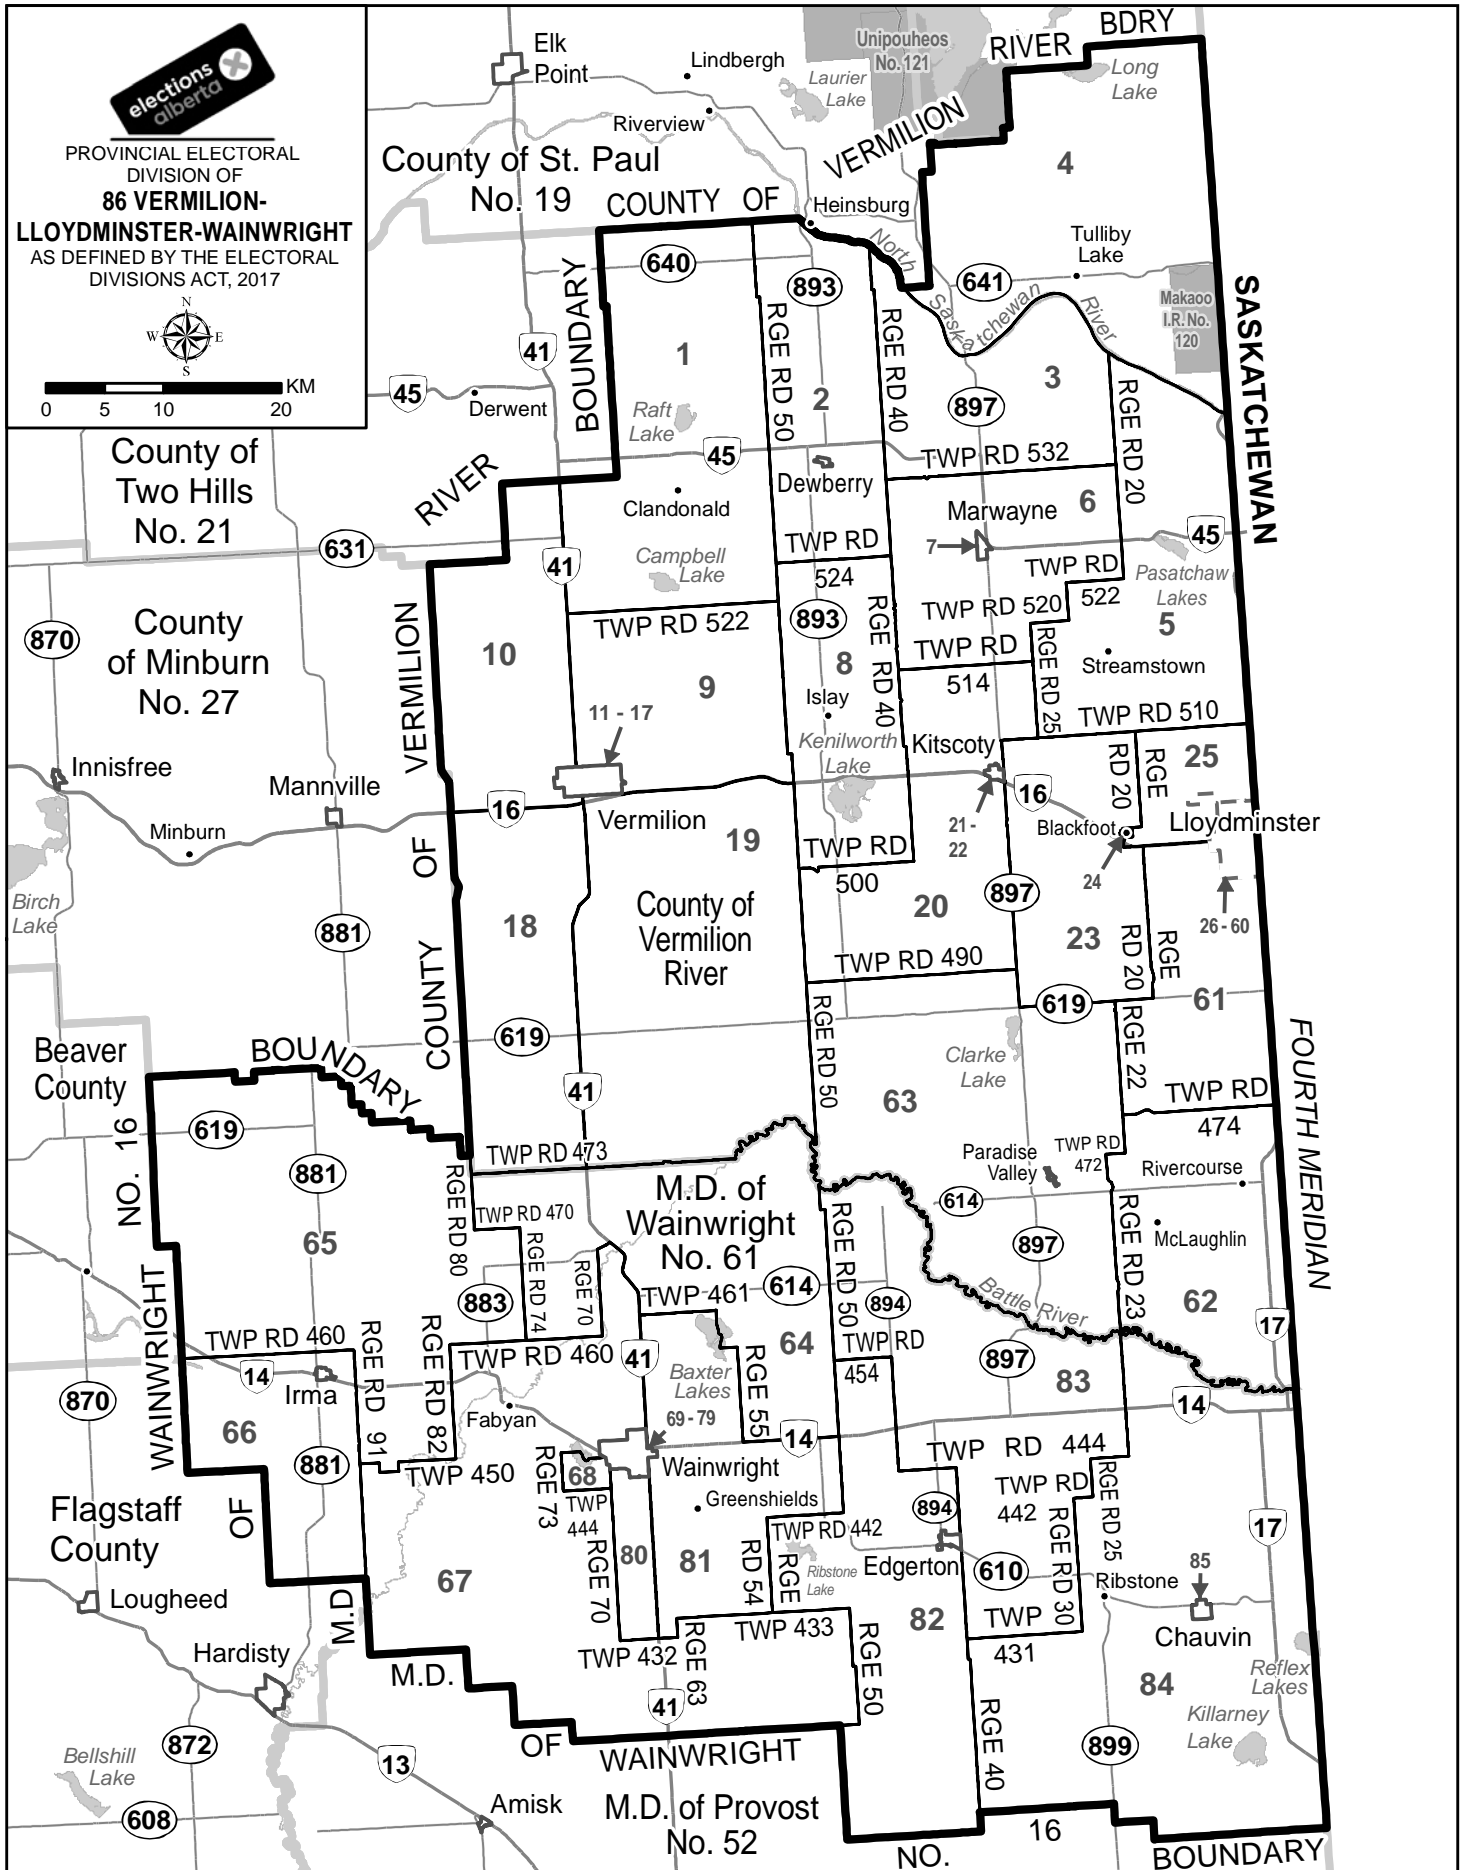 elections
alberta
PROVINCIAL ELECTORAL
DIVISION OF
86 VERMILION-
LLOYDMINSTER-WAINWRIGHT
AS DEFINED BY THE ELECTORAL
DIVISIONS ACT, 2017
N
W E
S
KM
0 5 10 20
Elk
Point
Lindbergh
Riverview
Laurier
Lake
Unipouheos
No. 121
VERMILION
RIVER
BDRY
Long
Lake
County of St. Paul
No. 19
COUNTY OF
Heinsburg
North
Saskatchewan
River
4
Tulliby
Lake
641
Makaoo
I.R. No.
120
SASKATCHEWAN
640
893
BOUNDARY
41
45
Derwent
1
RGE RD 50
2
RGE RD 40
3
897
RGE RD 20
Raft
Lake
45
TWP RD 532
County of
Two Hills
No. 21
RIVER
Clandonald
Dewberry
Marwayne
6
7
45
631
41
Campbell
Lake
TWP RD
524
TWP RD
522
Pasatchaw
Lakes
870
County
of Minburn
No. 27
VERMILION
10
TWP RD 522
893
RGE RD 40
TWP RD 520
5
TWP RD
514
RGE RD 25
Streamstown
9
8
Islay
11 - 17
TWP RD 510
Kenilworth
Lake
Kitscoty
RD 20
RGE
25
Innisfree
Mannville
16
Vermilion
16
Minburn
21 -
22
Blackfoot
Lloydminster
OF
19
TWP RD
500
24
Birch
Lake
881
18
County of
Vermilion
River
20
897
23
RD 20
RGE
26 - 60
TWP RD 490
COUNTY
619
RGE RD 50
619
61
Beaver
County
BOUNDARY
Clarke
Lake
RGE 22
FOURTH MERIDIAN
41
63
TWP RD
474
619
NO. 16
881
TWP RD 473
Paradise
Valley
TWP RD
472
Rivercourse
RGE RD 80
M.D. of
Wainwright
No. 61
614
TWP RD 470
RGE RD 50
RGE RD 23
McLaughlin
65
RGE RD 74
RGE 70
897
WAINWRIGHT
883
TWP 461
614
894
Battle River
62
17
TWP RD 460
RGE RD 91
RGE RD 82
TWP RD 460
41
64
TWP RD
454
897
83
14
Irma
Baxter
Lakes
RGE 55
870
66
Fabyan
69 - 79
14
14
881
TWP 450
RGE 73
68
Wainwright
TWP RD 444
TWP
444
Greenshields
TWP RD
442
RGE RD 25
894
17
Flagstaff
County
OF
RGE 70
80
81
RD 54
RGE
TWP RD 442
Ribstone
Lake
Edgerton
610
RGE RD 30
Ribstone
85
Lougheed
67
M.D
82
TWP
431
Chauvin
Hardisty
TWP 433
TWP 432
RGE 63
RGE 50
M.D.
84
Reflex
Lakes
41
Killarney
Lake
872
OF
WAINWRIGHT
RGE 40
899
Bellshill
Lake
13
608
Amisk
M.D. of Provost
No. 52
NO.
16
BOUNDARY